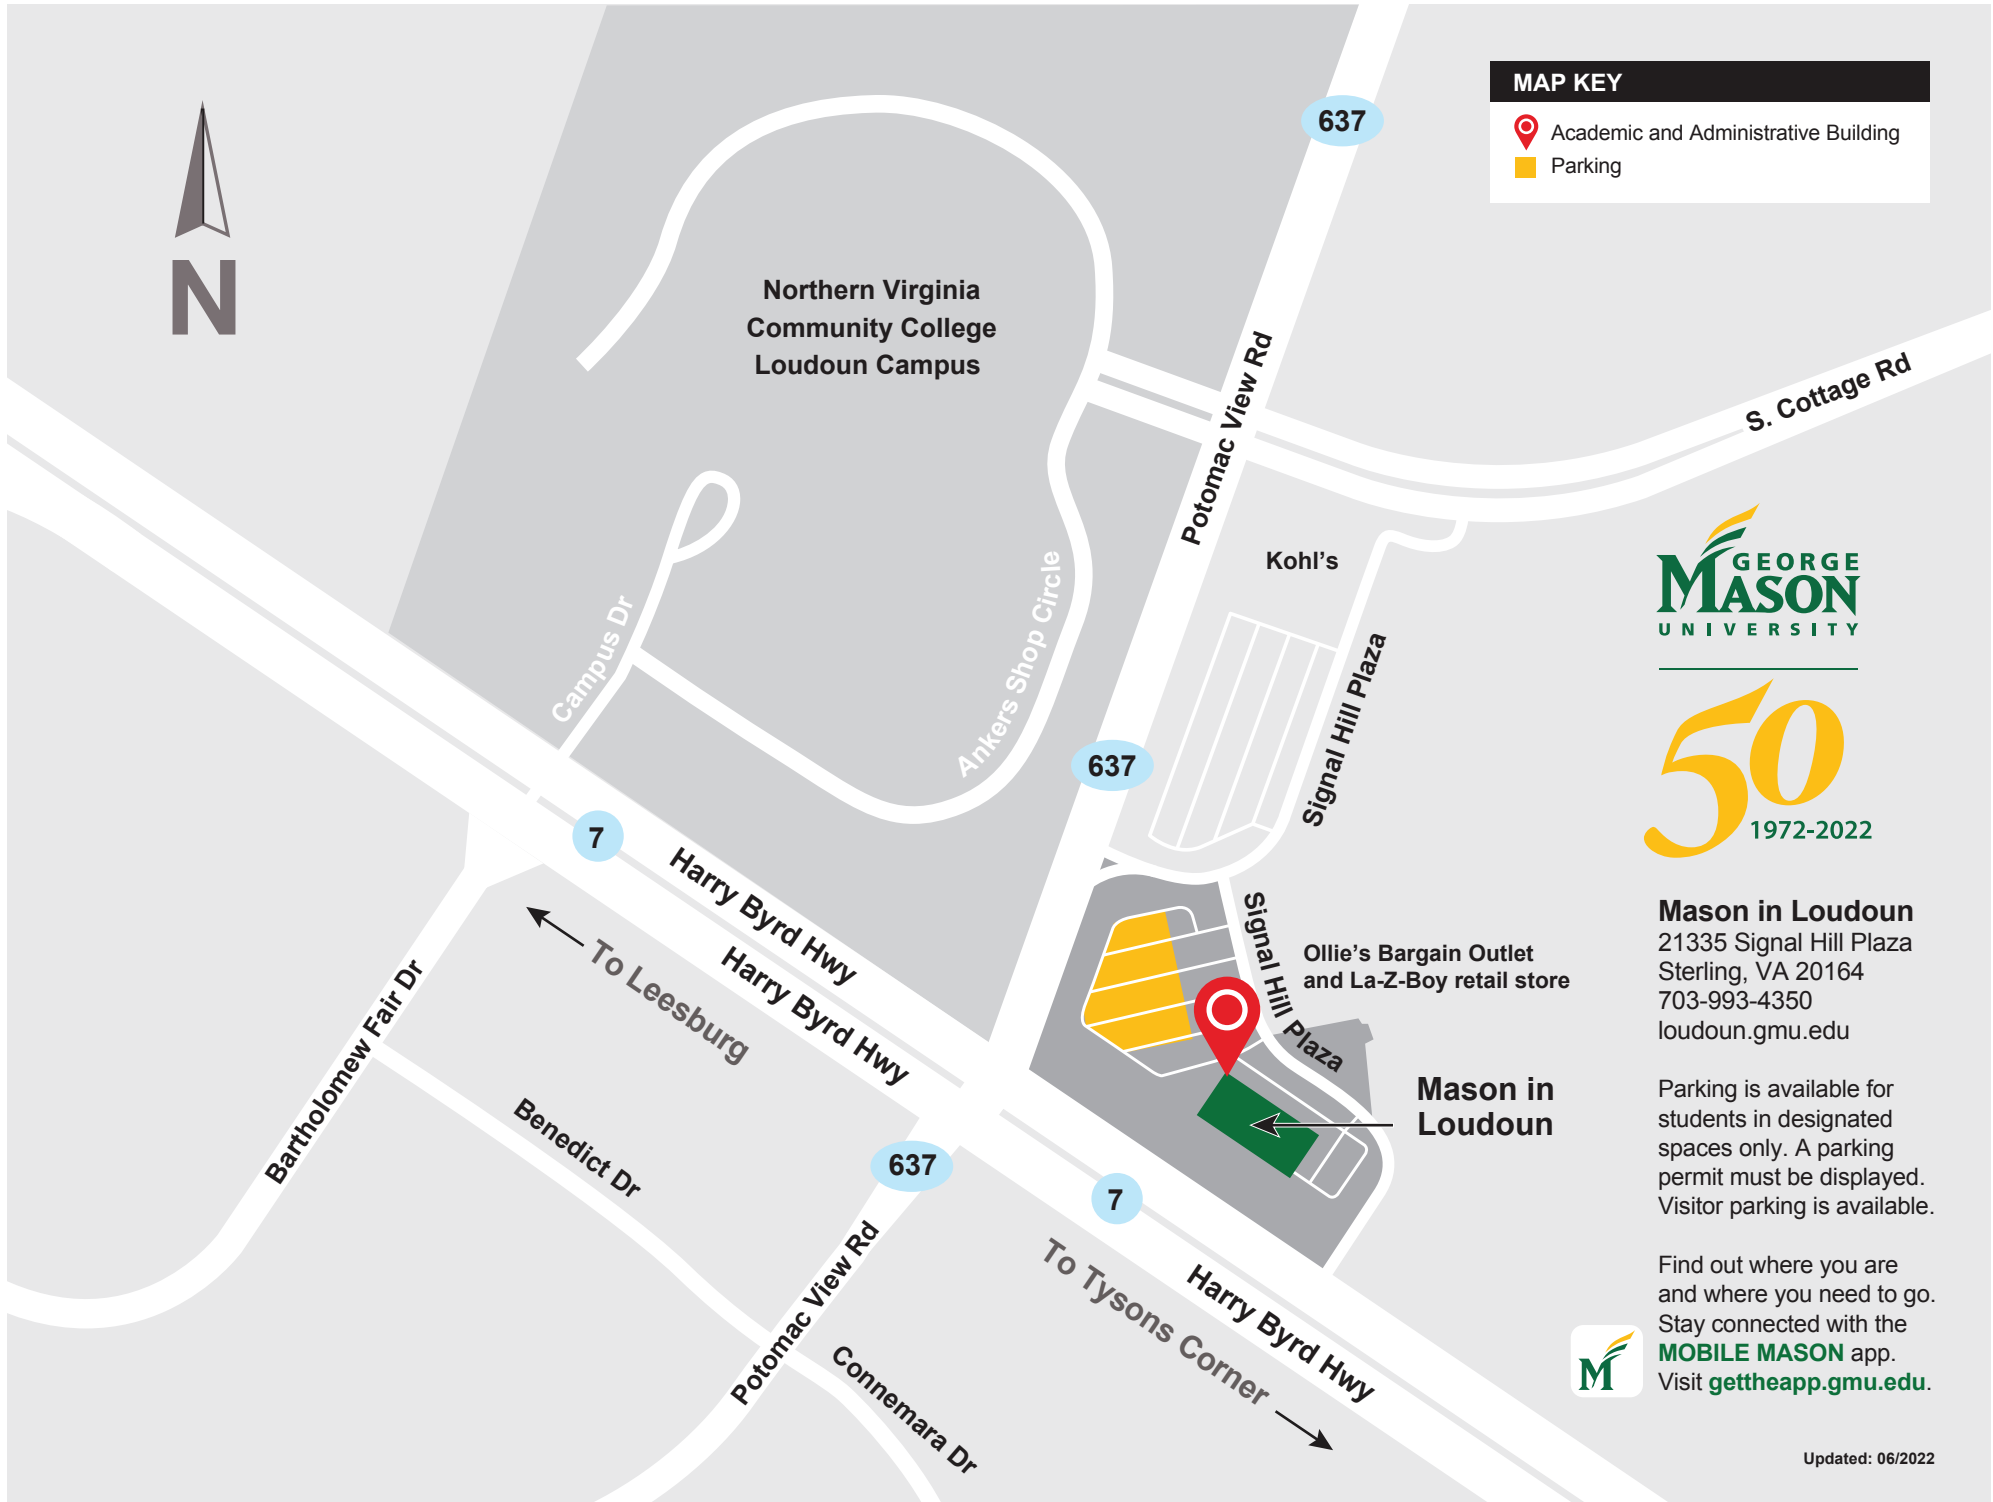 MAP KEY
Academic and Administrative Building
Parking
N
637
Northern Virginia
Community College
Loudoun Campus
Potomac View Rd
S. Cottage Rd
Kohl's
Campus Dr
Ankers Shop Circle
Signal Hill Plaza
637
7
Harry Byrd Hwy
Harry Byrd Hwy
To Leesburg
Signal Hill Plaza
Ollie's Bargain Outlet
and La-Z-Boy retail store
Mason in
Loudoun
Bartholomew Fair Dr
Benedict Dr
637
7
Potomac View Rd
To Tysons Corner
Harry Byrd Hwy
Connemara Dr
GEORGE
MASON
UNIVERSITY
50
1972-2022
Mason in Loudoun
21335 Signal Hill Plaza
Sterling, VA 20164
703-993-4350
loudoun.gmu.edu
Parking is available for
students in designated
spaces only. A parking
permit must be displayed.
Visitor parking is available.
Find out where you are
and where you need to go.
Stay connected with the
MOBILE MASON app.
Visit gettheapp.gmu.edu.
M
Updated: 06/2022